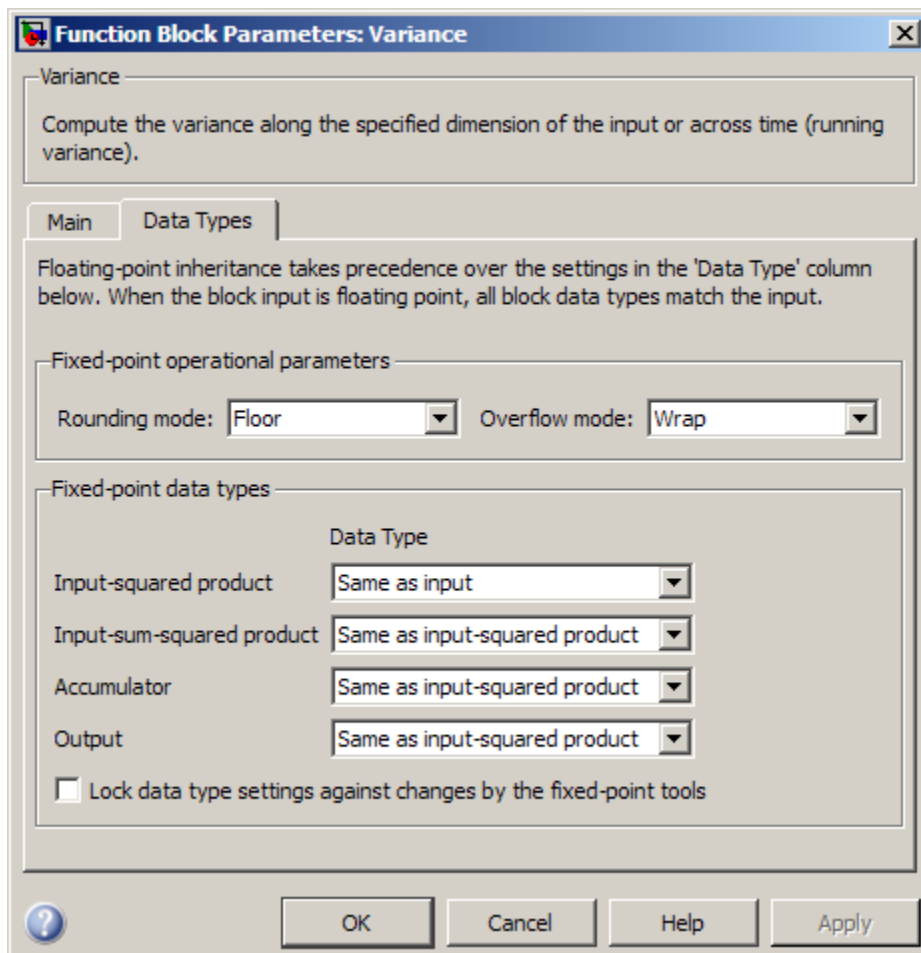 Function Block Parameters: Variance
Variance
Compute the variance along the specified dimension of the input or across time (running
variance).
Main Data Types
Floating-point inheritance takes precedence over the settings in the 'Data Type' column
below. When the block input is floating point, all block data types match the input.
Fixed-point operational parameters
Rounding mode: Floor Overflow mode: Wrap
Fixed-point data types
Data Type
Input-squared product Same as input
Input-sum-squared product Same as input-squared product
Accumulator Same as input-squared product
Output Same as input-squared product
Lock data type settings against changes by the fixed-point tools
? OK Cancel Help Apply